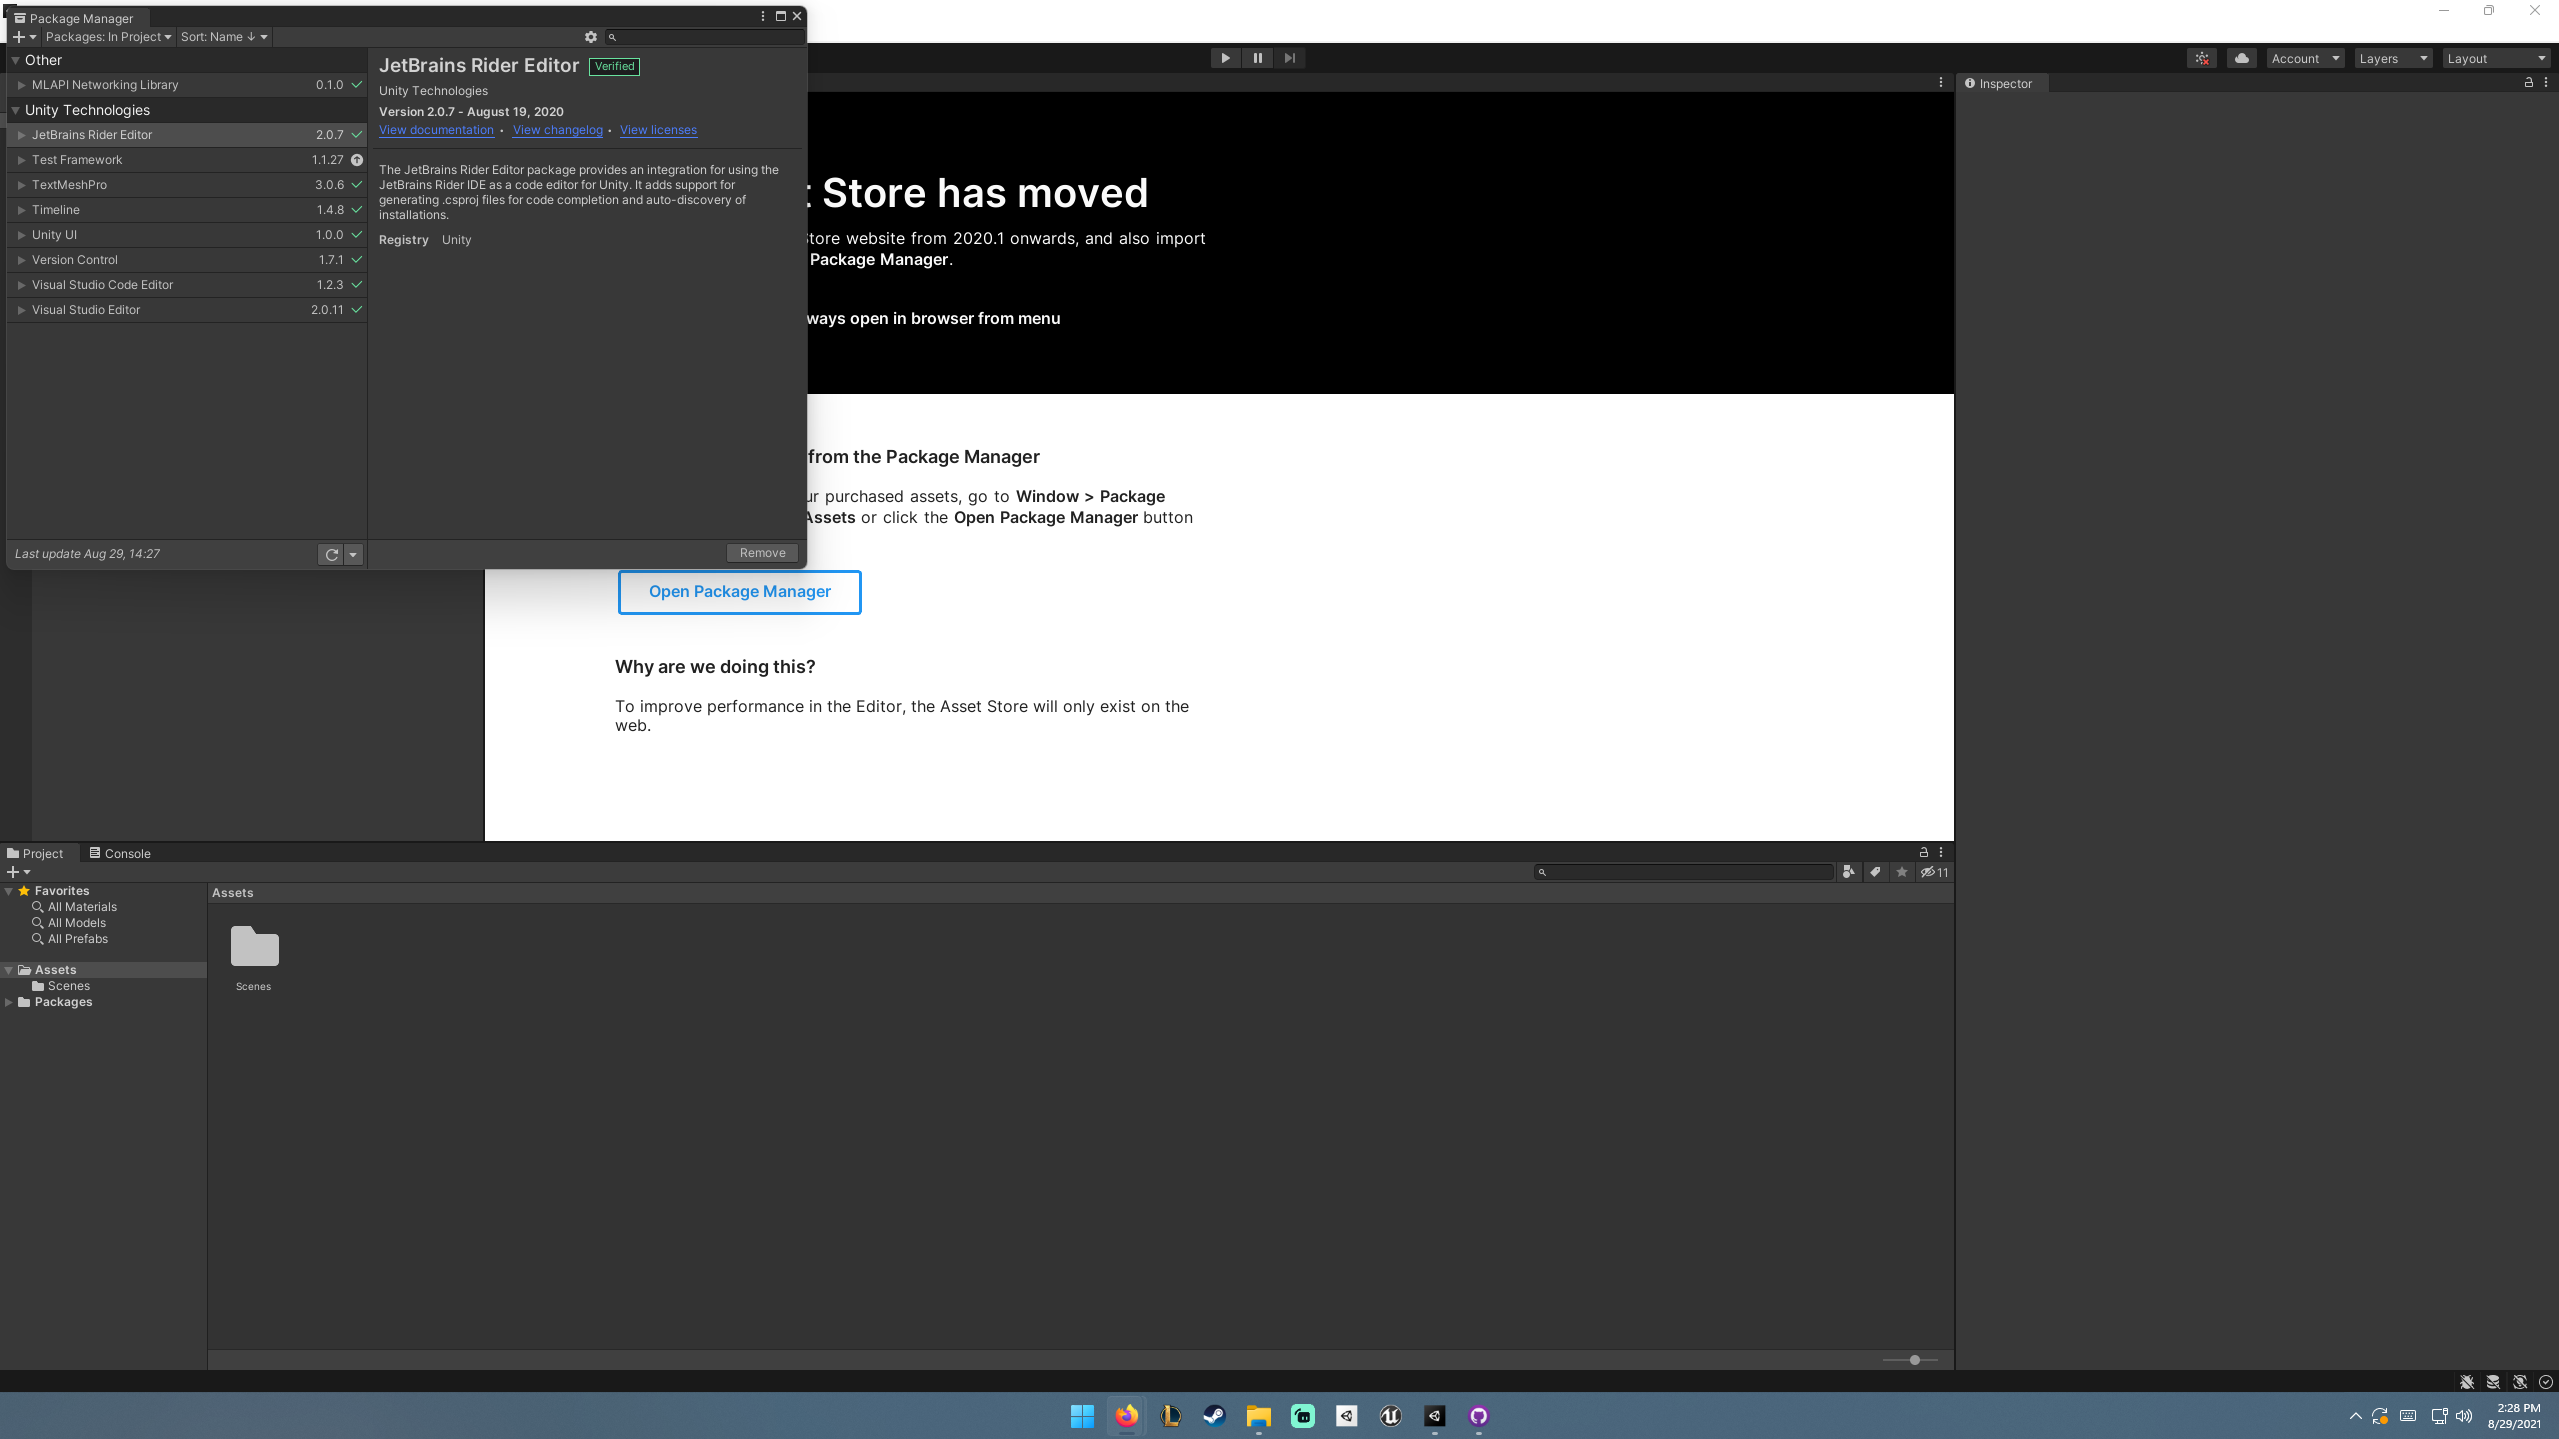 Package Manager
Packages: In Project
Sort: Name ↓
Other
MLAPI Networking Library 0.1.0
Unity Technologies
JetBrains Rider Editor 2.0.7
Test Framework 1.1.27
TextMeshPro 3.0.6
Timeline 1.4.8
Unity UI 1.0.0
Version Control 1.7.1
Visual Studio Code Editor 1.2.3
Visual Studio Editor 2.0.11
Last update Aug 29, 14:27
JetBrains Rider Editor Verified
Unity Technologies
Version 2.0.7 - August 19, 2020
View documentation • View changelog • View licenses
The JetBrains Rider Editor package provides an integration for using the
JetBrains Rider IDE as a code editor for Unity. It adds support for
generating .csproj files for code completion and auto-discovery of
installations.
Registry Unity
Remove
Account
Layers
Layout
Inspector
t Store has moved
Store website from 2020.1 onwards, and also import
Package Manager.
ways open in browser from menu
from the Package Manager
ur purchased assets, go to Window > Package
Assets or click the Open Package Manager button
Open Package Manager
Why are we doing this?
To improve performance in the Editor, the Asset Store will only exist on the
web.
Project
Console
11
Favorites
All Materials
All Models
All Prefabs
Assets
Scenes
Packages
Assets
Scenes
2:28 PM
8/29/2021